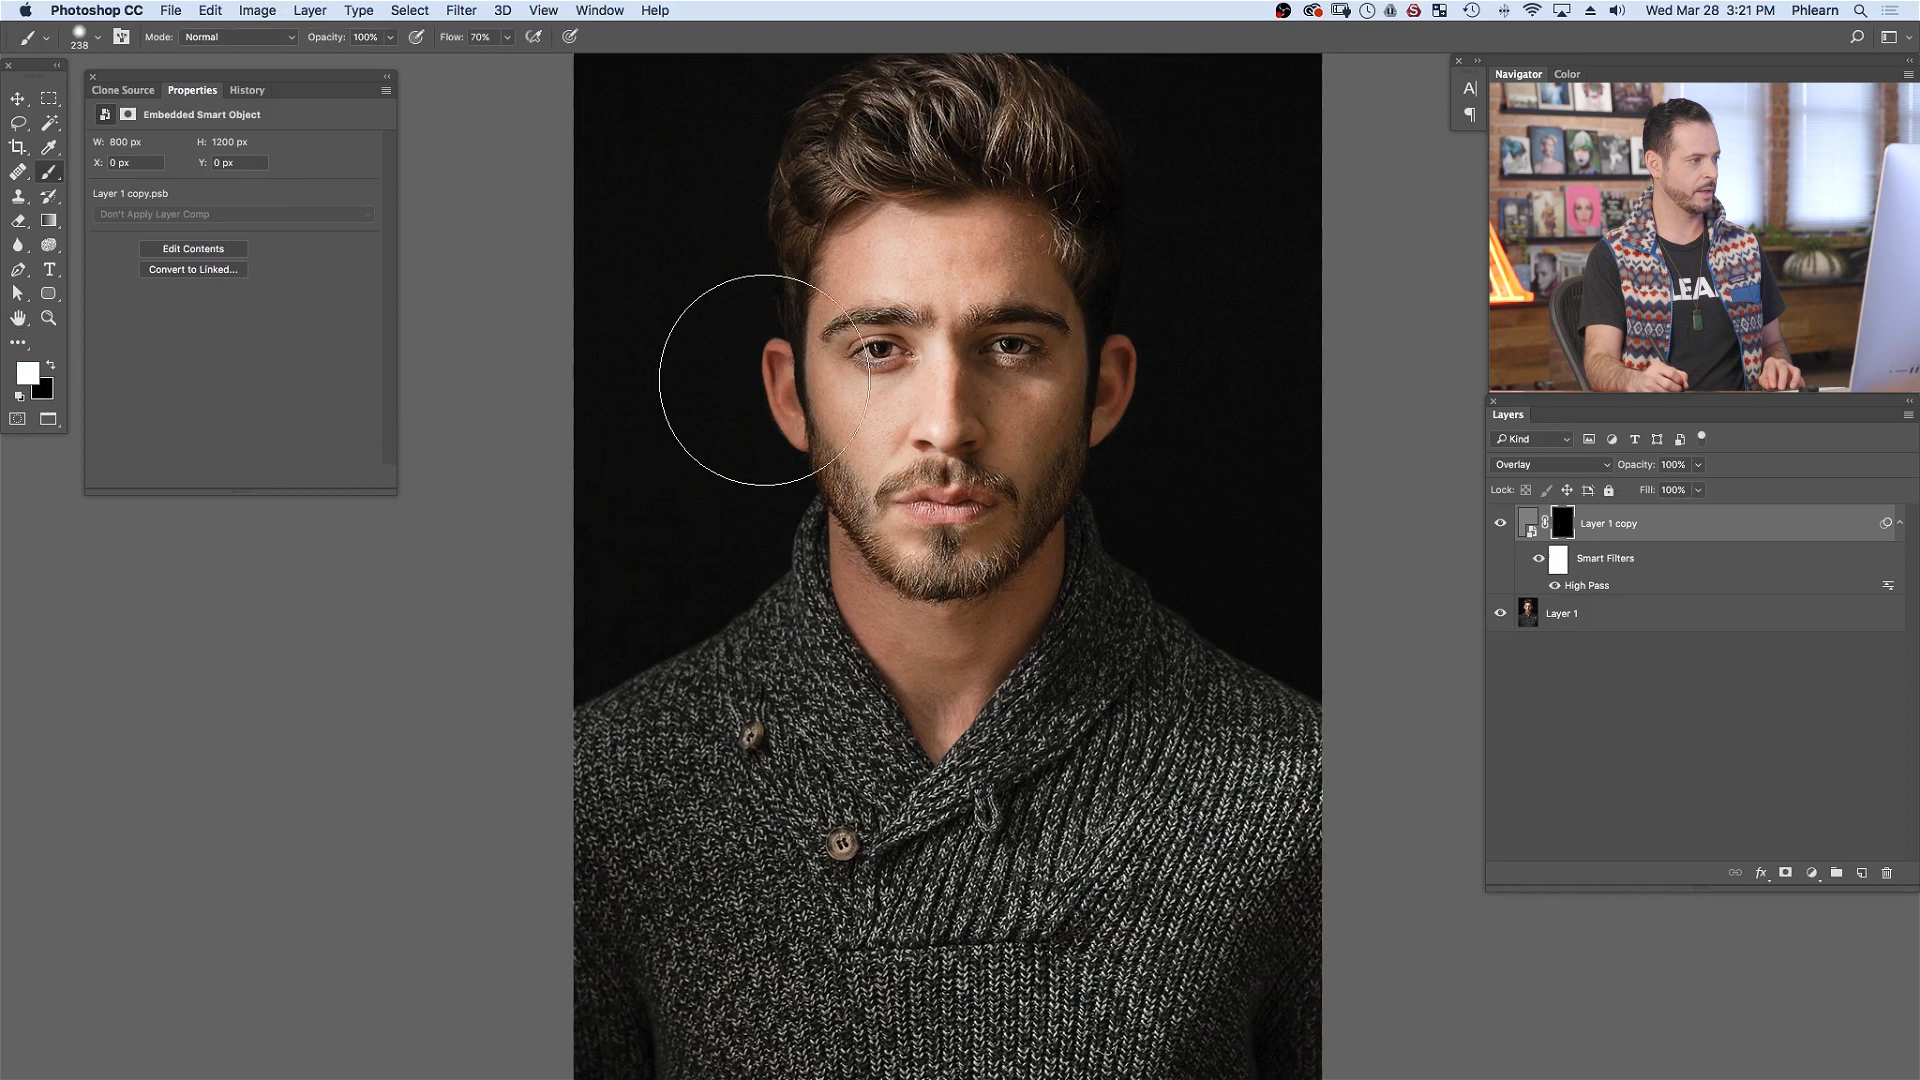 Photoshop CC File Edit Image Layer Type Select Filter 3D View Window Help Wed Mar 28 3:21 PM Phlearn
238 Mode: Normal Opacity: 100% Flow: 70%
Clone Source Properties History
Embedded Smart Object
W: 800 px H: 1200 px
X: 0 px Y: 0 px
Layer 1 copy.psb
Don't Apply Layer Comp
Edit Contents
Convert to Linked...
Navigator Color
LEA
Layers
Kind
Overlay Opacity: 100%
Lock: Fill: 100%
Layer 1 copy
Smart Filters
High Pass
Layer 1